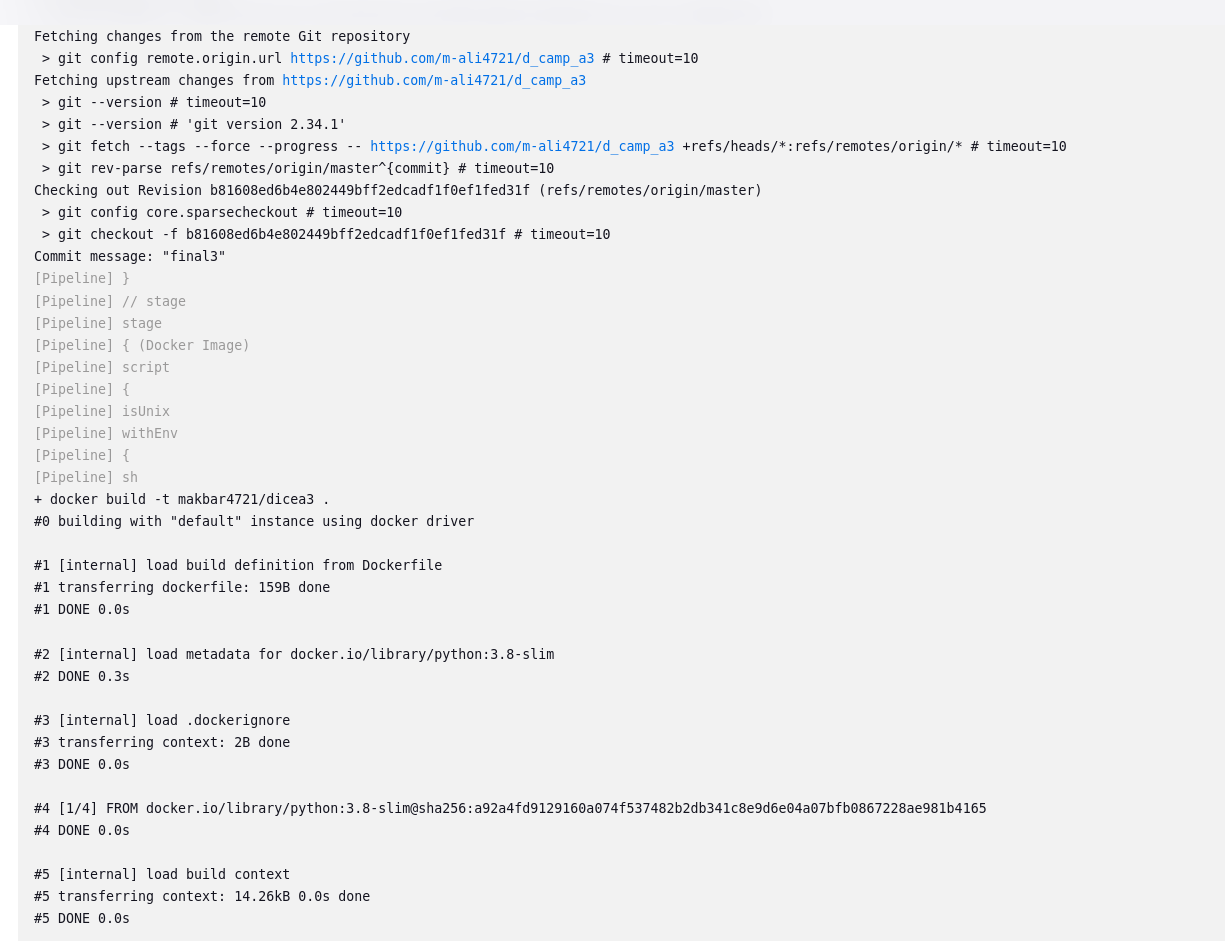 Fetching changes from the remote Git repository
 > git config remote.origin.url https://github.com/m-ali4721/d_camp_a3 # timeout=10
Fetching upstream changes from https://github.com/m-ali4721/d_camp_a3
 > git --version # timeout=10
 > git --version # 'git version 2.34.1'
 > git fetch --tags --force --progress -- https://github.com/m-ali4721/d_camp_a3 +refs/heads/*:refs/remotes/origin/* # timeout=10
 > git rev-parse refs/remotes/origin/master^{commit} # timeout=10
Checking out Revision b81608ed6b4e802449bff2edcadf1f0ef1fed31f (refs/remotes/origin/master)
 > git config core.sparsecheckout # timeout=10
 > git checkout -f b81608ed6b4e802449bff2edcadf1f0ef1fed31f # timeout=10
Commit message: "final3"
[Pipeline] }
[Pipeline] // stage
[Pipeline] stage
[Pipeline] { (Docker Image)
[Pipeline] script
[Pipeline] {
[Pipeline] isUnix
[Pipeline] withEnv
[Pipeline] {
[Pipeline] sh
+ docker build -t makbar4721/dicea3 .
#0 building with "default" instance using docker driver

#1 [internal] load build definition from Dockerfile
#1 transferring dockerfile: 159B done
#1 DONE 0.0s

#2 [internal] load metadata for docker.io/library/python:3.8-slim
#2 DONE 0.3s

#3 [internal] load .dockerignore
#3 transferring context: 2B done
#3 DONE 0.0s

#4 [1/4] FROM docker.io/library/python:3.8-slim@sha256:a92a4fd9129160a074f537482b2db341c8e9d6e04a07bfb0867228ae981b4165
#4 DONE 0.0s

#5 [internal] load build context
#5 transferring context: 14.26kB 0.0s done
#5 DONE 0.0s